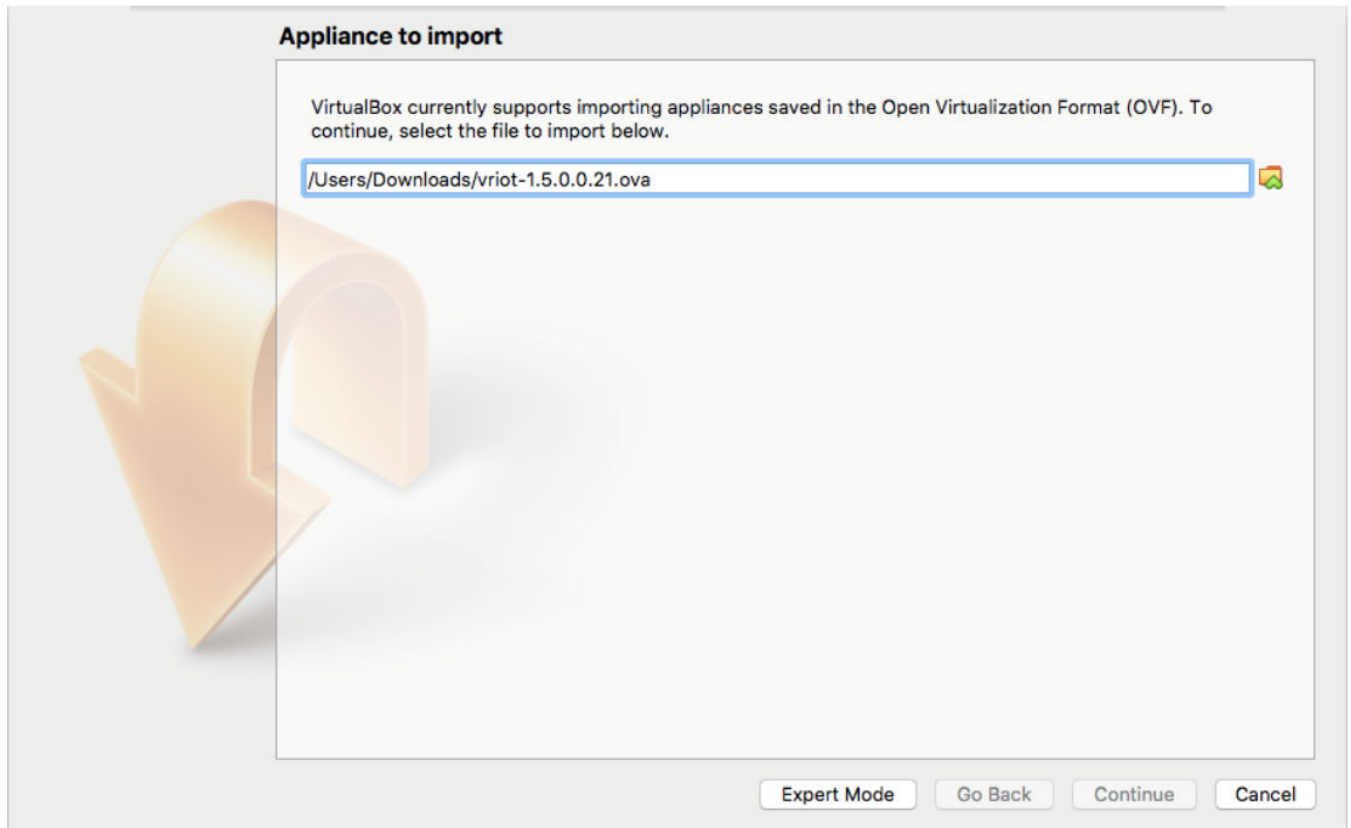 Appliance to import
VirtualBox currently supports importing appliances saved in the Open Virtualization Format (OVF). To
continue, select the file to import below.
/Users/Downloads/vriot-1.5.0.0.21.ova
Expert Mode
Go Back
Continue
Cancel